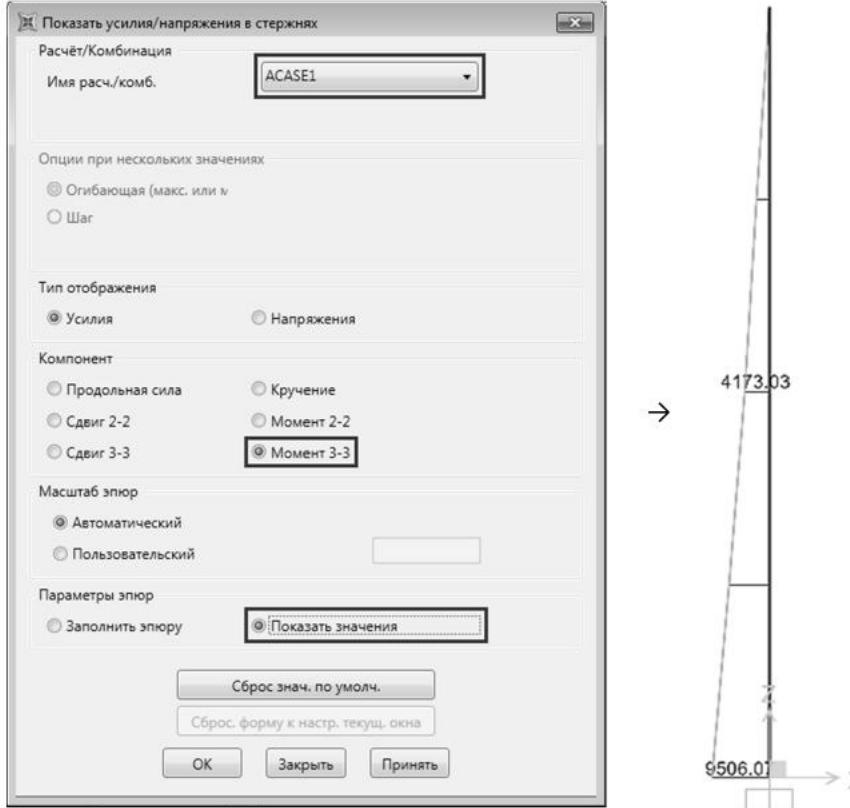 Показать усилия/напряжения в стержнях
Расчёт/Комбинация
Имя расч./комб.
ACASE1
Опции при нескольких значениях
Огибающая (макс. или м
Шаг
Тип отображения
Усилия
Напряжения
Компонент
Продольная сила
Кручение
Сдвиг 2-2
Момент 2-2
Сдвиг 3-3
Момент 3-3
Масштаб эпюр
Автоматический
Пользовательский
Параметры эпюр
Заполнить эпюру
Показать значения
Сброс знач. по умолч.
Сброс. форму к настр. текущ. окна
ОК
Закрыть
Принять
→
4173.03
Z
9506.07